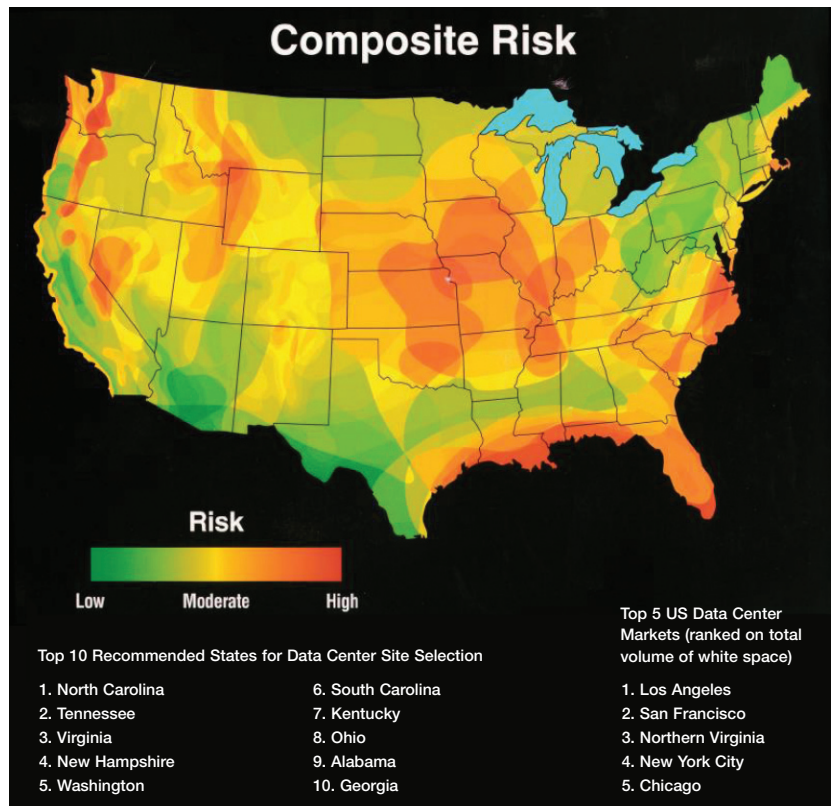 Composite Risk
Risk
Low Moderate High
Top 10 Recommended States for Data Center Site Selection
1. North Carolina
2. Tennessee
3. Virginia
4. New Hampshire
5. Washington
6. South Carolina
7. Kentucky
8. Ohio
9. Alabama
10. Georgia
Top 5 US Data Center
Markets (ranked on total
volume of white space)
1. Los Angeles
2. San Francisco
3. Northern Virginia
4. New York City
5. Chicago